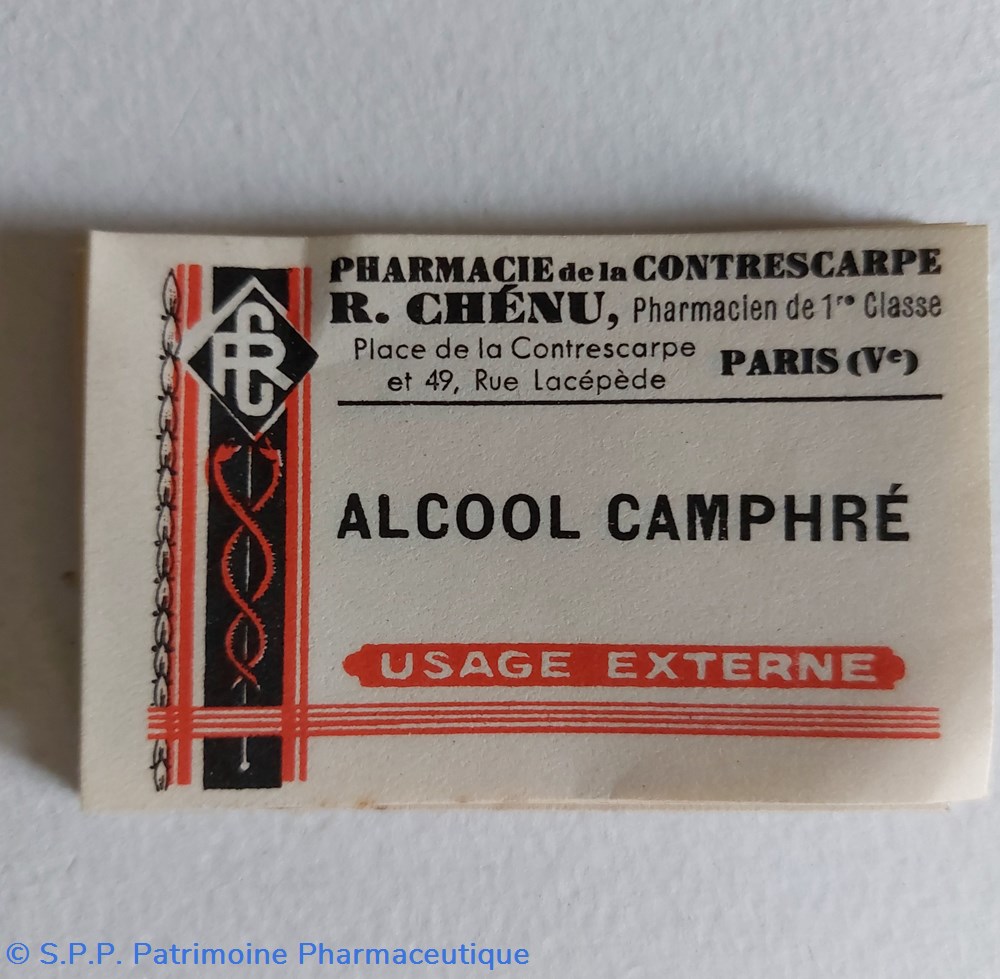 PHARMACIE de la CONTRESCARPE
R. CHÉNU, Pharmacien de 1re Classe
Place de la Contrescarpe
et 49, Rue Lacépède
PARIS (Ve)
ALCOOL CAMPHRÉ
USAGE EXTERNE
© S.P.P. Patrimoine Pharmaceutique